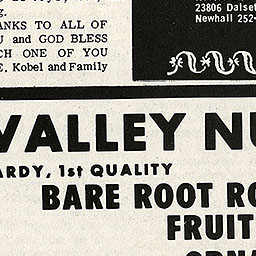 g.
ANKS TO ALL OF
U and GOD BLESS
CH ONE OF YOU
E. Kobel and Family
23806 Dalset
Newhall 252-
VALLEY NU
ARDY, 1st QUALITY
BARE ROOT RO
FRUIT